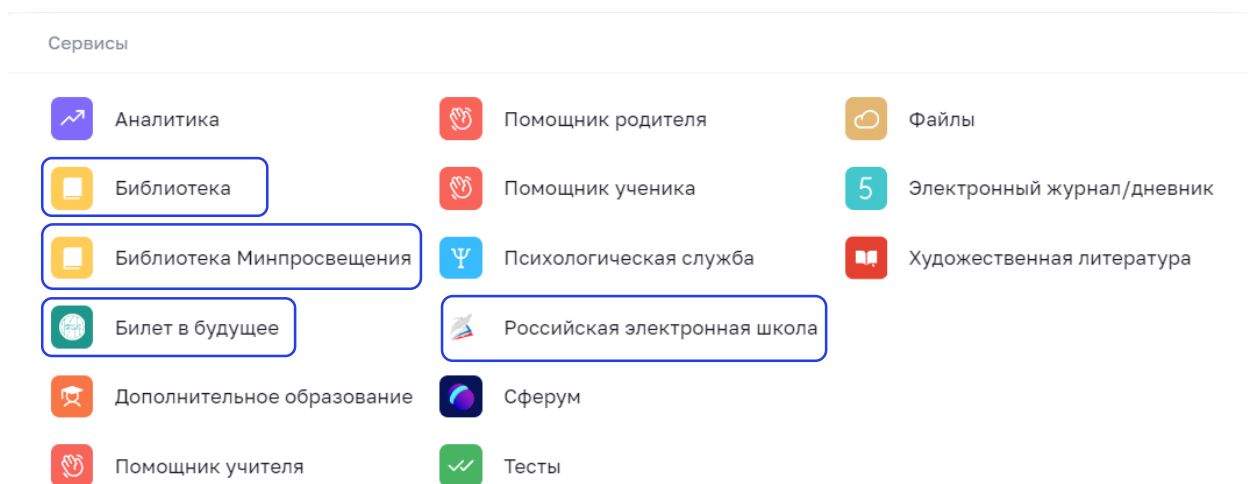 Сервисы
Аналитика
Библиотека
Библиотека Минпросвещения
Билет в будущее
Дополнительное образование
Помощник учителя
Помощник родителя
Помощник ученика
Психологическая служба
Российская электронная школа
Сферум
Тесты
Файлы
5 Электронный журнал/дневник
Художественная литература